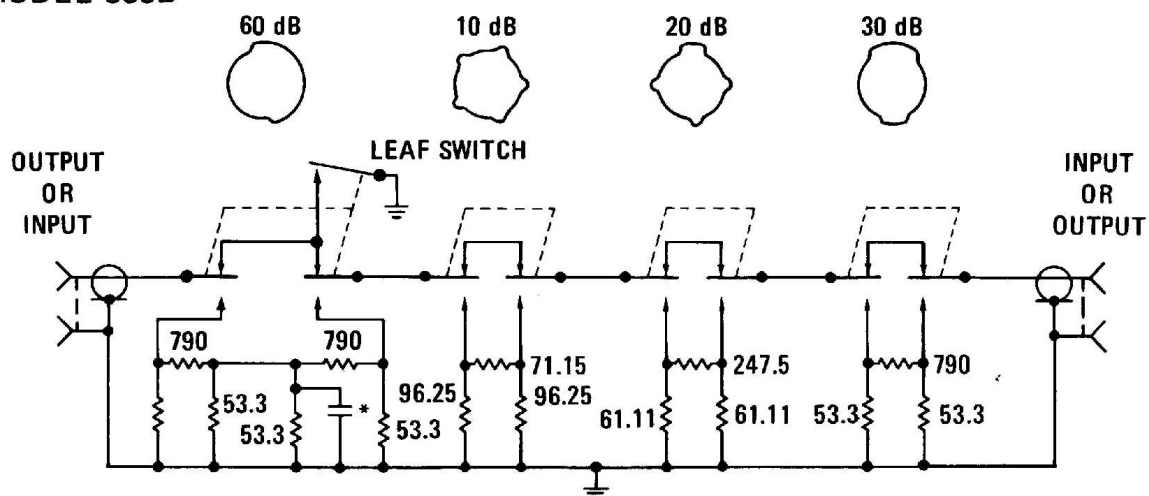 60 dB
10 dB
20 dB
30 dB
LEAF SWITCH
OUTPUT
OR
INPUT
INPUT
OR
OUTPUT
790
790
71.15
247.5
790
53.3
53.3
*
53.3
96.25
96.25
61.11
61.11
53.3
53.3